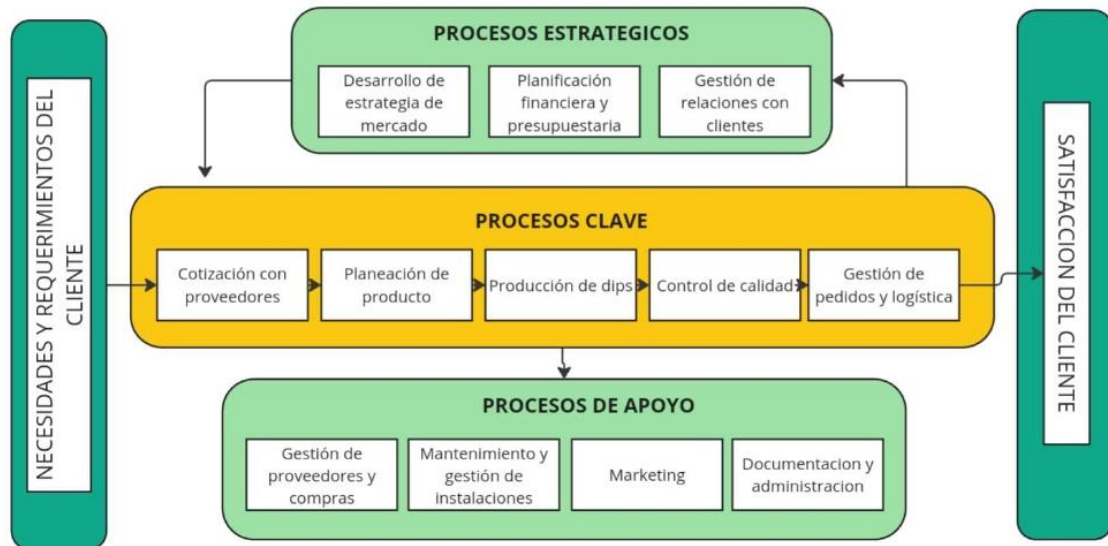 NECESIDADES Y REQUERIMIENTOS DEL
CLIENTE
PROCESOS ESTRATEGICOS
Desarrollo de
estrategia de
mercado
Planificación
financiera y
presupuestaria
Gestión de
relaciones con
clientes
PROCESOS CLAVE
Cotización con
proveedores
Planeación de
producto
Producción de dips
Control de calidad
Gestión de
pedidos y logística
PROCESOS DE APOYO
Gestión de
proveedores y
compras
Mantenimiento y
gestión de
instalaciones
Marketing
Documentacion y
administracion
SATISFACCION DEL CLIENTE